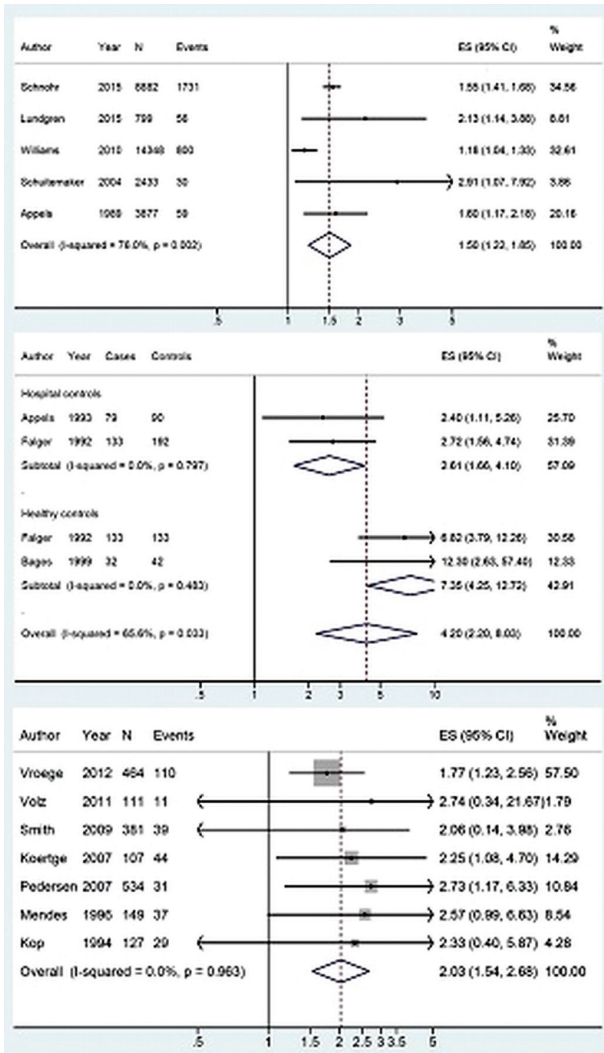 %
Author Year N Events ES (95% CI) Weight
Schnohr 2015 8882 1731 1.55 (1.41, 1.68) 34.56
Lundgren 2015 799 56 2.13 (1.14, 3.88) 8.81
Williams 2010 14348 800 1.18 (1.04, 1.33) 32.61
Schuitemaker 2004 2433 30 2.91 (1.07, 7.92) 3.86
Appels 1989 3877 59 1.60 (1.17, 2.18) 20.16
Overall (I-squared = 76.0%, p = 0.002) 1.50 (1.22, 1.85) 100.00
.5 1 1.5 2 3 5
%
Author Year Cases Controls ES (95% CI) Weight
Hospital controls
Appels 1993 79 90 2.40 (1.11, 5.26) 25.70
Falger 1992 133 192 2.72 (1.56, 4.74) 31.39
Subtotal (I-squared = 0.0%, p = 0.797) 2.61 (1.66, 4.10) 57.09
.
Healthy controls
Falger 1992 133 133 6.82 (3.79, 12.26) 30.58
Bages 1999 32 42 12.30 (2.63, 57.40) 12.33
Subtotal (I-squared = 0.0%, p = 0.483) 7.35 (4.25, 12.72) 42.91
.
Overall (I-squared = 65.6%, p = 0.033) 4.20 (2.20, 8.03) 100.00
.5 1 2 3 5 10
%
Author Year N Events ES (95% CI) Weight
Vroege 2012 464 110 1.77 (1.23, 2.56) 57.50
Volz 2011 111 11 2.74 (0.34, 21.67) 1.79
Smith 2009 381 39 2.06 (0.14, 3.98) 2.76
Koertge 2007 107 44 2.25 (1.08, 4.70) 14.29
Pedersen 2007 534 31 2.73 (1.17, 6.33) 10.84
Mendes 1996 149 37 2.57 (0.99, 6.63) 8.54
Kop 1994 127 29 2.33 (0.40, 5.87) 4.28
Overall (I-squared = 0.0%, p = 0.963) 2.03 (1.54, 2.68) 100.00
.5 1 1.5 2 2.5 3 3.5 5